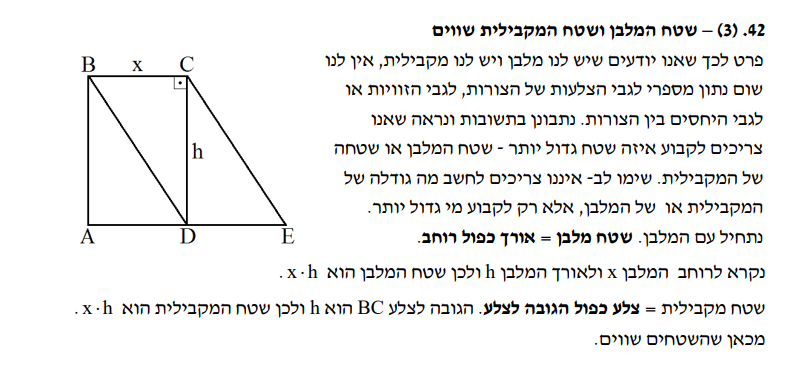 42. (3) – שטח המלבן ושטח המקבילית שווים
פרט לכך שאנו יודעים שיש לנו מלבן ויש לנו מקבילית, אין לנו
שום נתון מספרי לגבי הצלעות של הצורות, לגבי הזוויות או
לגבי היחסים בין הצורות. נתבונן בתשובות ונראה שאנו
צריכים לקבוע איזה שטח גדול יותר - שטח המלבן או שטחה
של המקבילית. שימו לב- איננו צריכים לחשב מה גודלה של
המקבילית או של המלבן, אלא רק לקבוע מי גדול יותר.
נתחיל עם המלבן. שטח מלבן = אורך כפול רוחב.
נקרא לרוחב המלבן x ולאורך המלבן h ולכן שטח המלבן הוא x·h .
שטח מקבילית = צלע כפול הגובה לצלע. הגובה לצלע BC הוא h ולכן שטח המקבילית הוא x·h .
מכאן שהשטחים שווים.
B x C
h
A D E